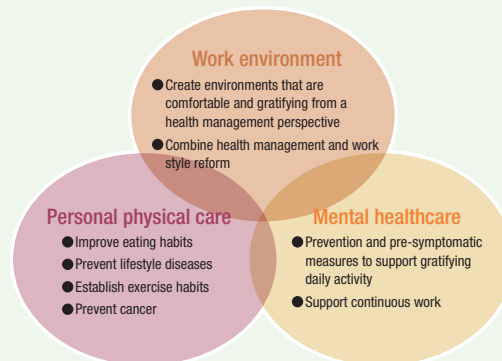 Work environment
●Create environments that are
comfortable and gratifying from a
health management perspective
●Combine health management and work
style reform
Personal physical care
●Improve eating habits
●Prevent lifestyle diseases
●Establish exercise habits
●Prevent cancer
Mental healthcare
●Prevention and pre-symptomatic
measures to support gratifying
daily activity
●Support continuous work